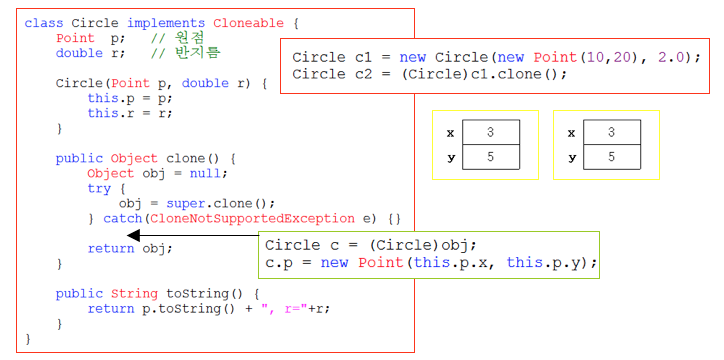 class Circle implements Cloneable {
    Point  p;   // 원점
    double r;   // 반지름

    Circle(Point p, double r) {
        this.p = p;
        this.r = r;
    }

    public Object clone() {
        Object obj = null;
        try {
            obj = super.clone();
        } catch(CloneNotSupportedException e) {}

        return obj;
    }

    public String toString() {
        return p.toString() + ", r="+r;
    }
}
Circle c1 = new Circle(new Point(10,20), 2.0);
Circle c2 = (Circle)c1.clone();
x 3
y 5
x 3
y 5
Circle c = (Circle)obj;
c.p = new Point(this.p.x, this.p.y);